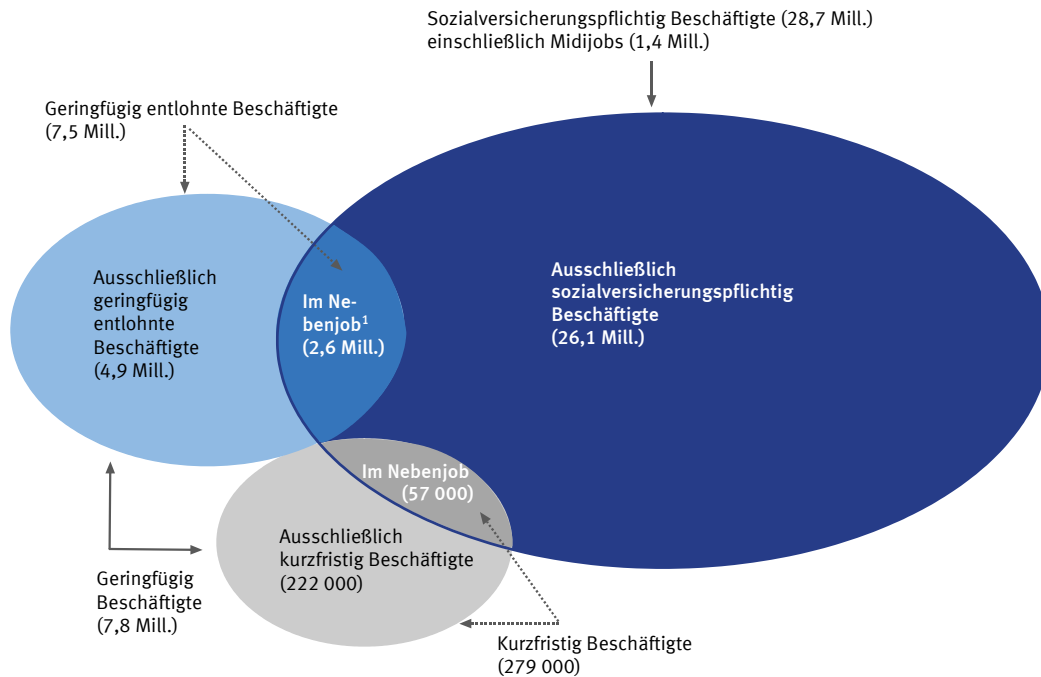 Sozialversicherungspflichtig Beschäftigte (28,7 Mill.)
einschließlich Midijobs (1,4 Mill.)
Geringfügig entlohnte Beschäftigte
(7,5 Mill.)
Ausschließlich
geringfügig
entlohnte
Beschäftigte
(4,9 Mill.)
Im Ne-
benjob¹
(2,6 Mill.)
Ausschließlich
sozialversicherungspflichtig
Beschäftigte
(26,1 Mill.)
Im Nebenjob
(57 000)
Ausschließlich
kurzfristig Beschäftigte
(222 000)
Geringfügig
Beschäftigte
(7,8 Mill.)
Kurzfristig Beschäftigte
(279 000)